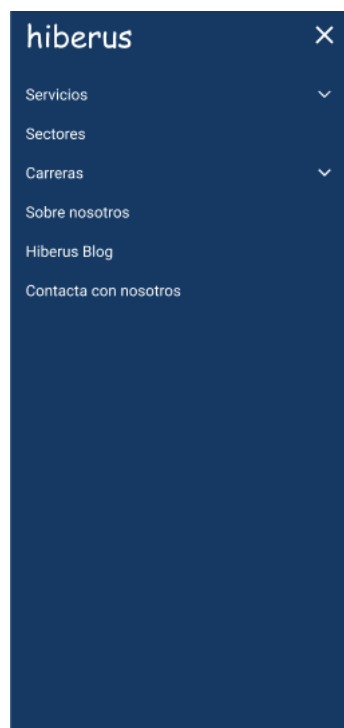 hiberus
Servicios
Sectores
Carreras
Sobre nosotros
Hiberus Blog
Contacta con nosotros